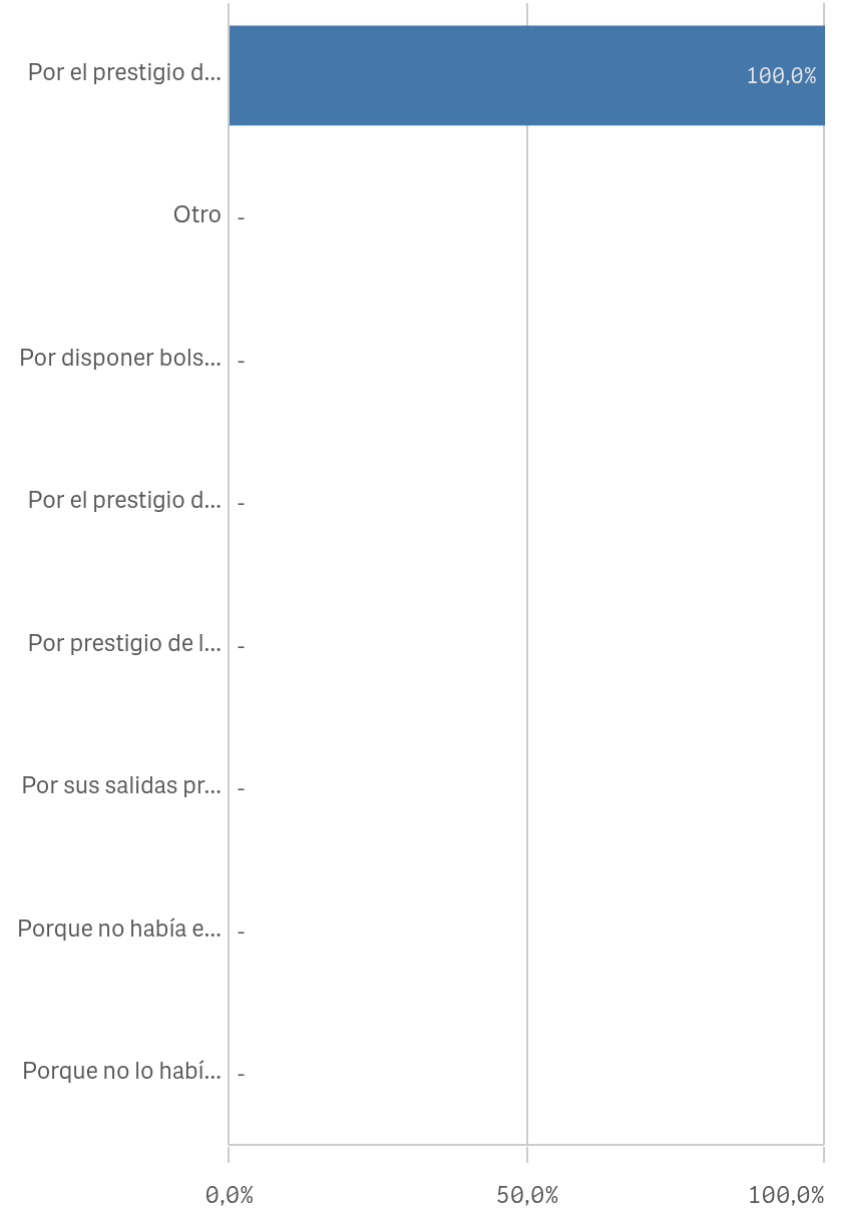 Por el prestigio d... 100,0%
Otro -
Por disponer bols... -
Por el prestigio d... -
Por prestigio de l... -
Por sus salidas pr... -
Porque no había e... -
Porque no lo habí... -
0,0% 50,0% 100,0%